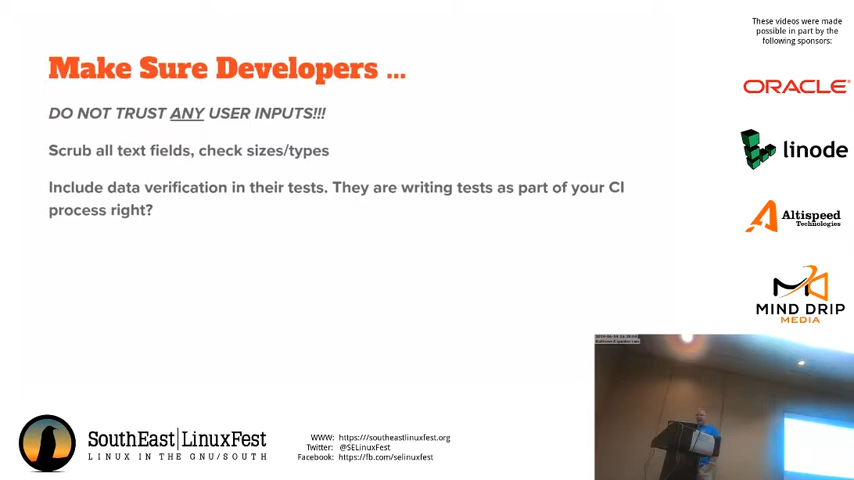 These videos were made
possible in part by the
following sponsors:
Make Sure Developers ...
DO NOT TRUST ANY USER INPUTS!!!
Scrub all text fields, check sizes/types
Include data verification in their tests. They are writing tests as part of your CI
process right?
ORACLE
linode
Altispeed
Technologies
MIND DRIP
MEDIA
SouthEast|LinuxFest
LINUX IN THE GNU/SOUTH
WWW: https:///southeastlinuxfest.org
Twitter: @SELinuxFest
Facebook: https://fb.com/selinuxfest